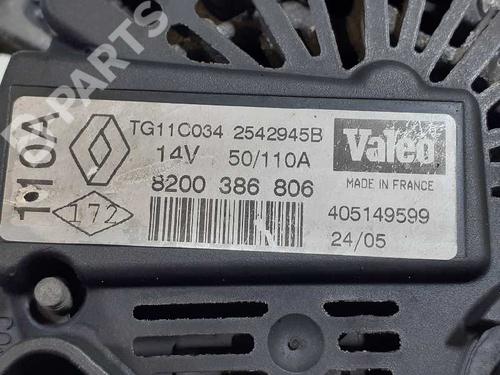 B-PARTS
110A
TG11C034 2542945B
14V 50/110A
8200 386 806
172
Valeo
MADE IN FRANCE
405149599
24/05